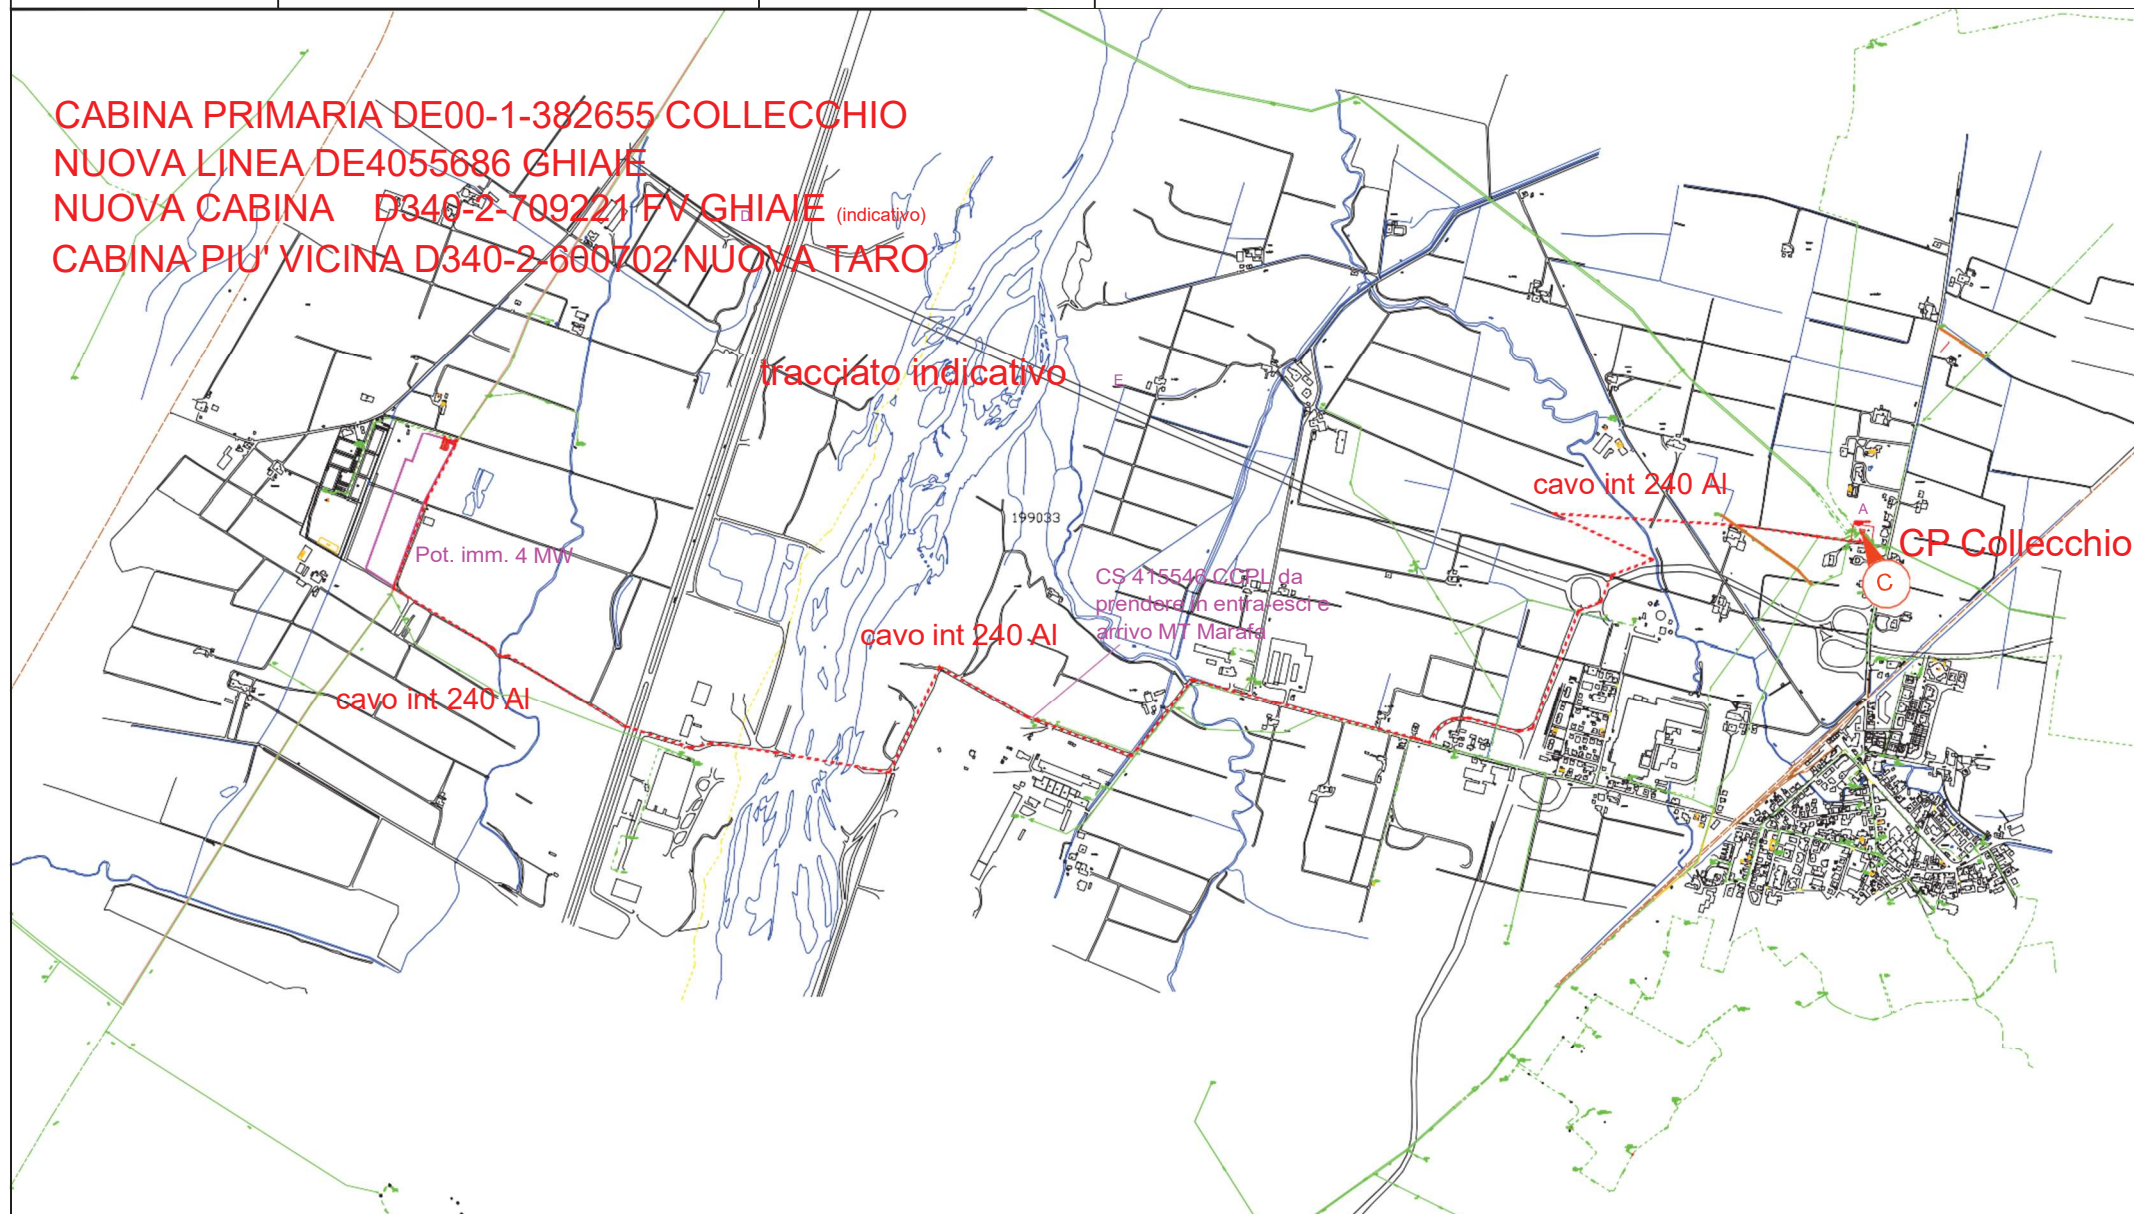 CABINA PRIMARIA DE00-1-382655 COLLECCHIO
NUOVA LINEA DE4055686 GHIAIE
NUOVA CABINA D340-2-709221 FV GHIAIE (indicativo)
D
CABINA PIU' VICINA D340-2-600702 NUOVA TARO
tracciato indicativo
E
cavo int 240 Al
A
CP Collecchio
C
199033
Pot. imm. 4 MW
CS 415546 CCPL da
prendere in entra-esci e
arrivo MT Marafa
cavo int 240 Al
cavo int 240 Al